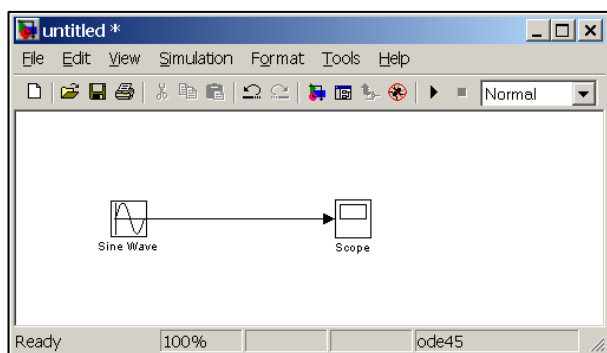 untitled *
File Edit View Simulation Format Tools Help
Normal
Sine Wave
Scope
Ready 100% ode45